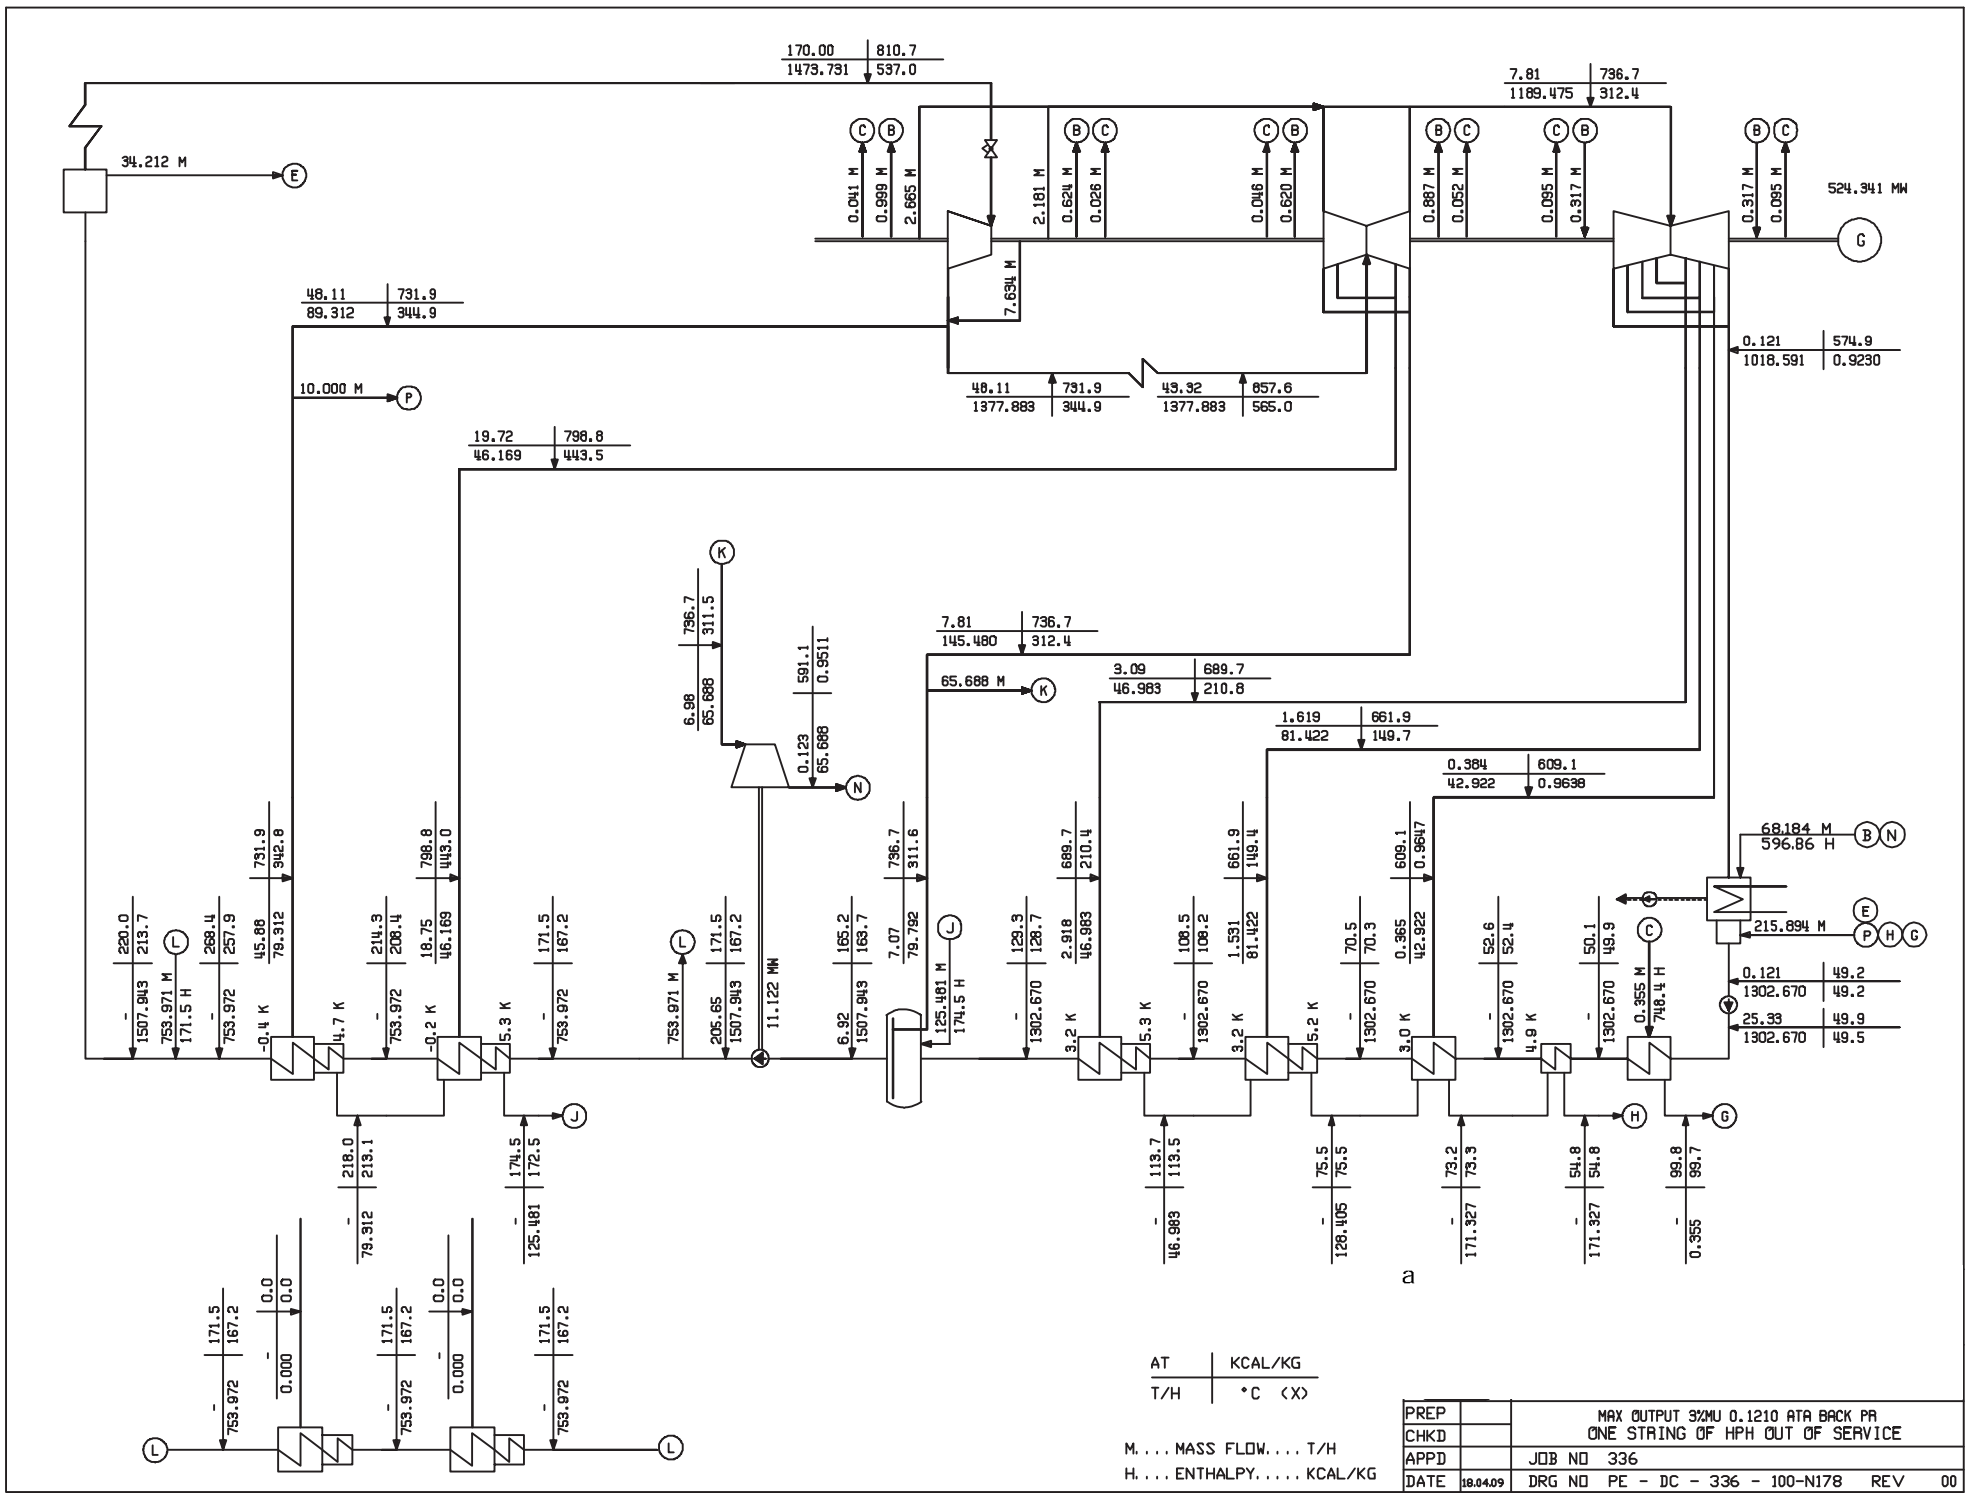 170.00 810.7
1473.731 537.0
7.81 736.7
1189.475 312.4
C B B C C B B C C B B C
0.041 M
0.999 M
2.665 M
2.181 M
0.624 M
0.026 M
0.046 M
0.620 M
0.887 M
0.052 M
0.095 M
0.317 M
0.317 M
0.095 M
524.341 MW
G
34.212 M E
7.634 M
48.11 731.9
89.312 344.9
0.121 574.9
1018.591 0.9230
10.000 M P
48.11 731.9
1377.883 344.9
43.32 857.6
1377.883 565.0
19.72 798.8
46.169 443.5
K
736.7
311.5
6.98
65.688
591.1
0.9511
0.123
65.688
N
7.81 736.7
145.480 312.4
65.688 M K
3.09 689.7
46.983 210.8
1.619 661.9
81.422 149.7
0.384 609.1
42.922 0.9638
68.184 M B N
596.86 H
E
215.894 M P H G
0.121 49.2
1302.670 49.2
25.33 49.9
1302.670 49.5
220.0
213.7
-
1507.943
L
753.971 M
171.5 H
268.4
257.9
-
753.972
731.9
342.8
45.88
79.312
-0.4 K
4.7 K
214.3
208.4
-
753.972
798.8
443.0
18.75
46.169
-0.2 K
5.3 K
171.5
167.2
-
753.972
L
753.971 M
171.5
167.2
205.65
1507.943
11.122 MW
165.2
163.7
6.92
1507.943
736.7
311.6
7.07
79.792
J
125.481 M
174.5 H
129.3
128.7
-
1302.670
689.7
210.4
2.918
46.983
3.2 K
5.3 K
108.5
108.2
-
1302.670
661.9
149.4
1.531
81.422
3.2 K
5.2 K
70.5
70.3
-
1302.670
609.1
0.9647
0.365
42.922
3.0 K
52.6
52.4
-
1302.670
4.9 K
50.1
49.9
-
1302.670
C
0.355 M
748.4 H
J
H
G
218.0
213.1
-
79.312
174.5
172.5
-
125.481
113.7
113.5
-
46.983
75.5
75.5
-
128.405
73.2
73.3
-
171.327
54.8
54.8
-
171.327
99.8
99.7
-
0.355
a
171.5
167.2
-
753.972
0.0
0.0
-
0.000
171.5
167.2
-
753.972
0.0
0.0
-
0.000
171.5
167.2
-
753.972
L
L
AT KCAL/KG
T/H °C (X)
M.... MASS FLOW.... T/H
H.... ENTHALPY..... KCAL/KG
PREP
CHKD
APPD
DATE 18.04.09
MAX OUTPUT 3%MU 0.1210 ATA BACK PR
ONE STRING OF HPH OUT OF SERVICE
JOB NO 336
DRG NO PE - DC - 336 - 100-N178 REV 00